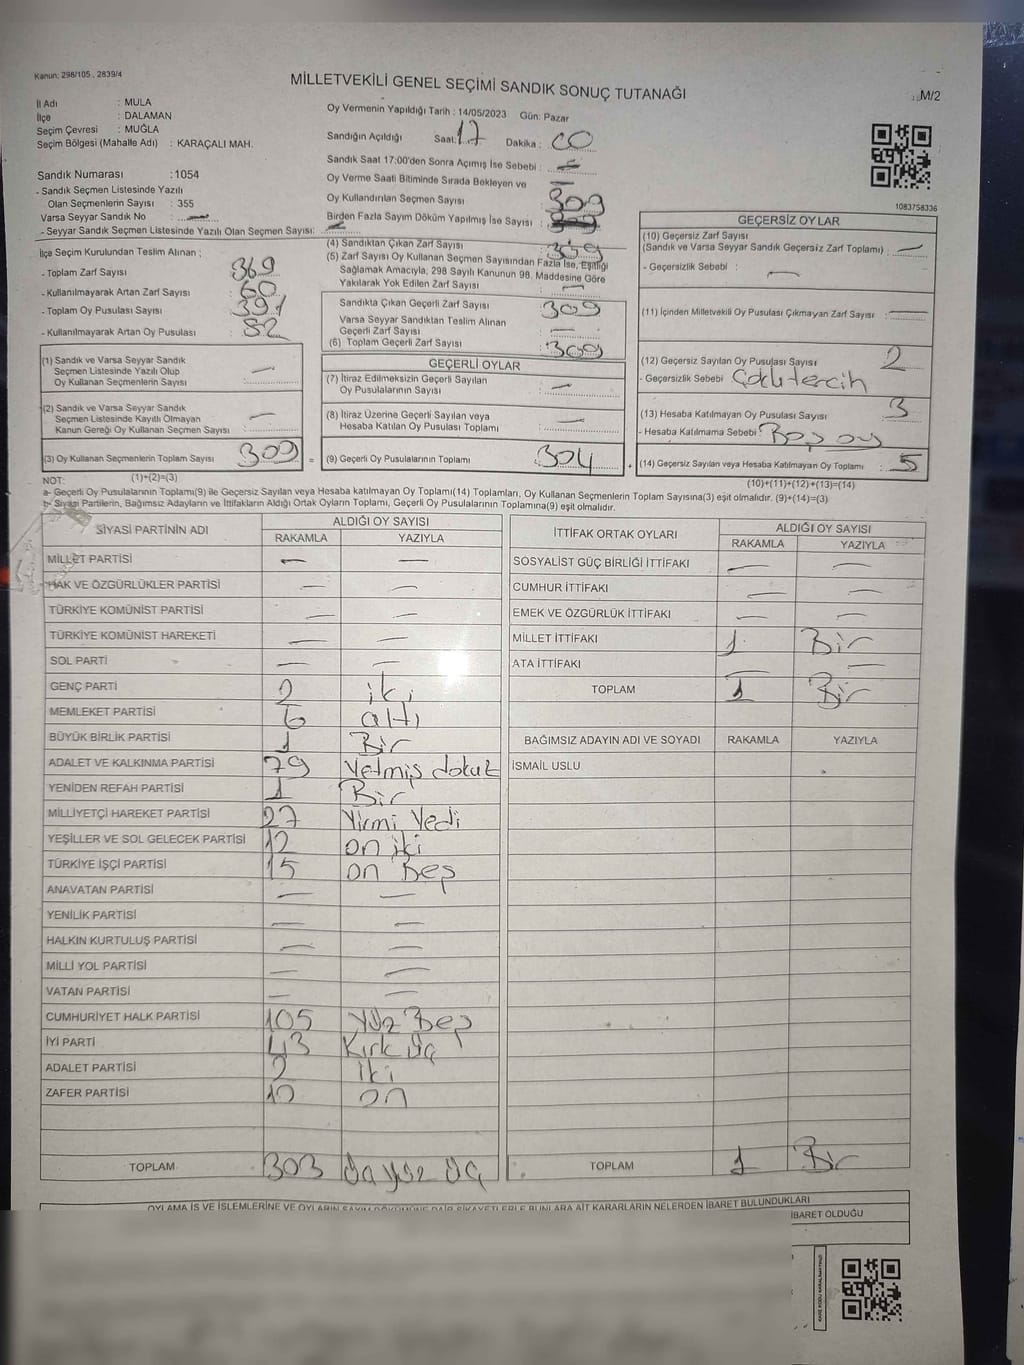 Kanun: 298/105 , 2839/4
MİLLETVEKİLİ GENEL SEÇİMİ SANDIK SONUÇ TUTANAĞI
M/2
İl Adı : MULA
İlçe : DALAMAN
Seçim Çevresi : MUĞLA
Seçim Bölgesi (Mahalle Adı) : KARAÇALI MAH.
Oy Vermenin Yapıldığı Tarih : 14/05/2023 Gün: Pazar
Sandığın Açıldığı Saat: 17 Dakika : 00
Sandık Saat 17:00'den Sonra Açımış İse Sebebi : —
Oy Verme Saati Bitiminde Sırada Bekleyen ve —
Oy Kullandırılan Seçmen Sayısı 309
Birden Fazla Sayım Döküm Yapılmış İse Sayısı :
1083758336
Sandık Numarası : 1054
- Sandık Seçmen Listesinde Yazılı
Olan Seçmenlerin Sayısı : 355
Varsa Seyyar Sandık No : —
- Seyyar Sandık Seçmen Listesinde Yazılı Olan Seçmen Sayısı: —
İlçe Seçim Kurulundan Teslim Alınan ;
- Toplam Zarf Sayısı : 369
- Kullanılmayarak Artan Zarf Sayısı : 60
- Toplam Oy Pusulası Sayısı : 391
- Kullanılmayarak Artan Oy Pusulası : 82
(1) Sandık ve Varsa Seyyar Sandık
Seçmen Listesinde Yazılı Olup
Oy Kullanan Seçmenlerin Sayısı : —
(2) Sandık ve Varsa Seyyar Sandık
Seçmen Listesinde Kayıtlı Olmayan
Kanun Gereği Oy Kullanan Seçmen Sayısı : —
(3) Oy Kullanan Seçmenlerin Toplam Sayısı : 309
(4) Sandıktan Çıkan Zarf Sayısı : 309
(5) Zarf Sayısı Oy Kullanan Seçmen Sayısından Fazla İse, Eşitliği
Sağlamak Amacıyla, 298 Sayılı Kanunun 98. Maddesine Göre
Yakılarak Yok Edilen Zarf Sayısı : —
Sandıkta Çıkan Geçerli Zarf Sayısı : 309
Varsa Seyyar Sandıktan Teslim Alınan
Geçerli Zarf Sayısı : —
(6) Toplam Geçerli Zarf Sayısı : 309
GEÇERLİ OYLAR
(7) İtiraz Edilmeksizin Geçerli Sayılan
Oy Pusulalarının Sayısı : —
(8) İtiraz Üzerine Geçerli Sayılan veya
Hesaba Katılan Oy Pusulası Toplamı : —
= (9) Geçerli Oy Pusulalarının Toplamı : 304
GEÇERSİZ OYLAR
(10) Geçersiz Zarf Sayısı
(Sandık ve Varsa Seyyar Sandık Geçersiz Zarf Toplamı) : —
- Geçersizlik Sebebi : —
(11) İçinden Milletvekili Oy Pusulası Çıkmayan Zarf Sayısı : —
(12) Geçersiz Sayılan Oy Pusulası Sayısı : 2
- Geçersizlik Sebebi : Çoklu tercih
(13) Hesaba Katılmayan Oy Pusulası Sayısı : 3
- Hesaba Katılmama Sebebi : Boş oy
+ (14) Geçersiz Sayılan veya Hesaba Katılmayan Oy Toplamı : 5
NOT: (1)+(2)=(3)
(10)+(11)+(12)+(13)=(14)
a- Geçerli Oy Pusulalarının Toplamı(9) ile Geçersiz Sayılan veya Hesaba katılmayan Oy Toplamı(14) Toplamları, Oy Kullanan Seçmenlerin Toplam Sayısına(3) eşit olmalıdır. (9)+(14)=(3)
b- Siyasi Partilerin, Bağımsız Adayların ve İttifakların Aldığı Ortak Oyların Toplamı, Geçerli Oy Pusulalarının Toplamına(9) eşit olmalıdır.
SİYASİ PARTİNİN ADI ALDIĞI OY SAYISI
RAKAMLA YAZIYLA
MİLLET PARTİSİ — —
HAK VE ÖZGÜRLÜKLER PARTİSİ — —
TÜRKİYE KOMÜNİST PARTİSİ — —
TÜRKİYE KOMÜNİST HAREKETİ — —
SOL PARTİ — —
GENÇ PARTİ 2 iki
MEMLEKET PARTİSİ 6 altı
BÜYÜK BİRLİK PARTİSİ 1 Bir
ADALET VE KALKINMA PARTİSİ 79 Yetmiş dokuz
YENİDEN REFAH PARTİSİ 1 Bir
MİLLİYETÇİ HAREKET PARTİSİ 27 Yirmi Yedi
YEŞİLLER VE SOL GELECEK PARTİSİ 12 on iki
TÜRKİYE İŞÇİ PARTİSİ 15 on Beş
ANAVATAN PARTİSİ — —
YENİLİK PARTİSİ — —
HALKIN KURTULUŞ PARTİSİ — —
MİLLİ YOL PARTİSİ — —
VATAN PARTİSİ — —
CUMHURİYET HALK PARTİSİ 105 Yüz Beş
İYİ PARTİ 43 Kırk üç
ADALET PARTİSİ 2 İki
ZAFER PARTİSİ 10 on
TOPLAM 303 üç yüz üç
İTTİFAK ORTAK OYLARI ALDIĞI OY SAYISI
RAKAMLA YAZIYLA
SOSYALİST GÜÇ BİRLİĞİ İTTİFAKI — —
CUMHUR İTTİFAKI — —
EMEK VE ÖZGÜRLÜK İTTİFAKI — —
MİLLET İTTİFAKI 1 Bir
ATA İTTİFAKI — —
TOPLAM 1 Bir
BAĞIMSIZ ADAYIN ADI VE SOYADI RAKAMLA YAZIYLA
İSMAİL USLU
TOPLAM 1 Bir
OYLAMA İŞ VE İŞLEMLERİNE VE OYLARIN SAYIM DÖKÜMÜNE DAİR ŞİKAYETLERLE BUNLARA AİT KARARLARIN NELERDEN İBARET BULUNDUKLARI
İBARET OLDUĞU